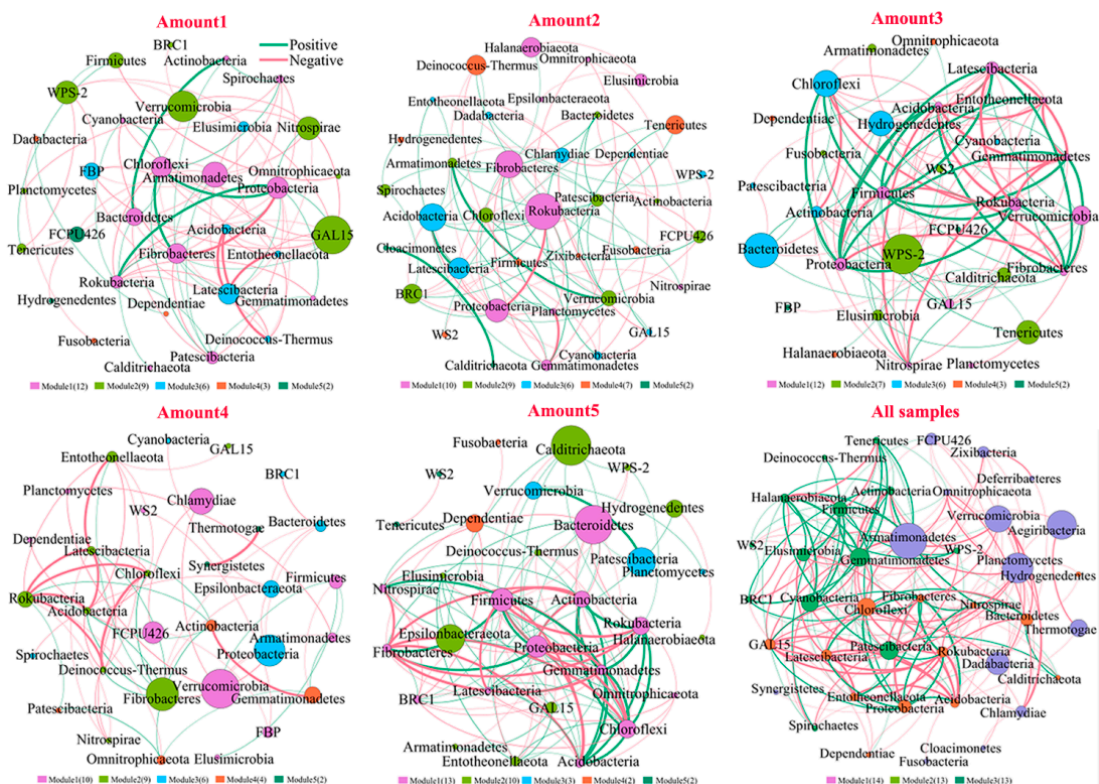 Amount1
BRC1
Positive
Actinobacteria
Negative
Firmicutes
Spirochaetes
WPS-2
Verrucomicrobia
Cyanobacteria
Elusimicrobia
Nitrospirae
Dadabacteria
Chloroflexi
FBP
Armatimonadetes
Omnitrophicaeota
Planctomycetes
Proteobacteria
Bacteroidetes
FCPU426
Acidobacteria
GAL15
Tenericutes
Fibrobacteres
Entotheonellaeota
Rokubacteria
Latescibacteria
Hydrogenedentes
Dependentiae
Gemmatimonadetes
Fusobacteria
Deinococcus-Thermus
Patescibacteria
Calditrichaeota
Module1(12) Module2(9) Module3(6) Module4(3) Module5(2)
Amount2
Halanaerobiaeota
Omnitrophicaeota
Deinococcus-Thermus
Elusimicrobia
Entotheonellaeota
Epsilonbacteraeota
Dadabacteria
Bacteroidetes
Hydrogenedentes
Tenericutes
Chlamydiae
Armatimonadetes
Dependentiae
Fibrobacteres
WPS-2
Spirochaetes
Patescibacteria
Actinobacteria
Acidobacteria
Chloroflexi
Rokubacteria
FCPU426
Cloacimonetes
Zixibacteria
Fusobacteria
Latescibacteria
Firmicutes
Nitrospirae
BRC1
Verrucomicrobia
Proteobacteria
Planctomycetes
WS2
GAL15
Cyanobacteria
Calditrichaeota
Gemmatimonadetes
Module1(10) Module2(9) Module3(6) Module4(7) Module5(2)
Amount3
Omnitrophicaeota
Armatimonadetes
Latescibacteria
Chloroflexi
Entotheonellaeota
Acidobacteria
Dependentiae
Hydrogenedentes
Cyanobacteria
Fusobacteria
Gemmatimonadetes
WS2
Patescibacteria
Firmicutes
Actinobacteria
Rokubacteria
Verrucomicrobia
FCPU426
Bacteroidetes
WPS-2
Proteobacteria
Calditrichaeota
Fibrobacteres
FBP
GAL15
Elusimicrobia
Tenericutes
Halanaerobiaeota
Nitrospirae
Planctomycetes
Module1(12) Module2(7) Module3(6) Module4(3) Module5(2)
Amount4
Cyanobacteria
GAL15
Entotheonellaeota
BRC1
Planctomycetes
Chlamydiae
WS2
Bacteroidetes
Thermotogae
Dependentiae
Latescibacteria
Synergistetes
Chloroflexi
Firmicutes
Epsilonbacteraeota
Rokubacteria
Acidobacteria
Actinobacteria
FCPU426
Armatimonadetes
Spirochaetes
Proteobacteria
Deinococcus-Thermus
Verrucomicrobia
Fibrobacteres
Gemmatimonadetes
Patescibacteria
FBP
Nitrospirae
Omnitrophicaeota
Elusimicrobia
Module1(10) Module2(9) Module3(6) Module4(4) Module5(2)
Amount5
Fusobacteria
Calditrichaeota
WS2
WPS-2
Verrucomicrobia
Hydrogenedentes
Tenericutes
Dependentiae
Bacteroidetes
Deinococcus-Thermus
Patescibacteria
Planctomycetes
Elusimicrobia
Nitrospirae
Firmicutes
Actinobacteria
Rokubacteria
Epsilonbacteraeota
Halanaerobiaeota
Fibrobacteres
Proteobacteria
Gemmatimonadetes
Latescibacteria
Omnitrophicaeota
BRC1
GAL15
Chloroflexi
Armatimonadetes
Entotheonellaeota
Acidobacteria
Module1(13) Module2(10) Module3(3) Module4(2) Module5(2)
All samples
Tenericutes
FCPU426
Zixibacteria
Deinococcus-Thermus
Deferribacteres
Actinobacteria
Halanaerobiaeota
Omnitrophicaeota
Firmicutes
Verrucomicrobia
Aegiribacteria
WS2
Armatimonadetes
Elusimicrobia
WPS-2
Gemmatimonadetes
Planctomycetes
Hydrogenedentes
BRC1
Cyanobacteria
Fibrobacteres
Nitrospirae
Chloroflexi
Bacteroidetes
Thermotogae
GAL15
Patescibacteria
Rokubacteria
Latescibacteria
Dadabacteria
Calditrichaeota
Synergistetes
Entotheonellaeota
Acidobacteria
Proteobacteria
Spirochaetes
Chlamydiae
Dependentiae
Cloacimonetes
Fusobacteria
Module1(14) Module2(13) Module3(13)